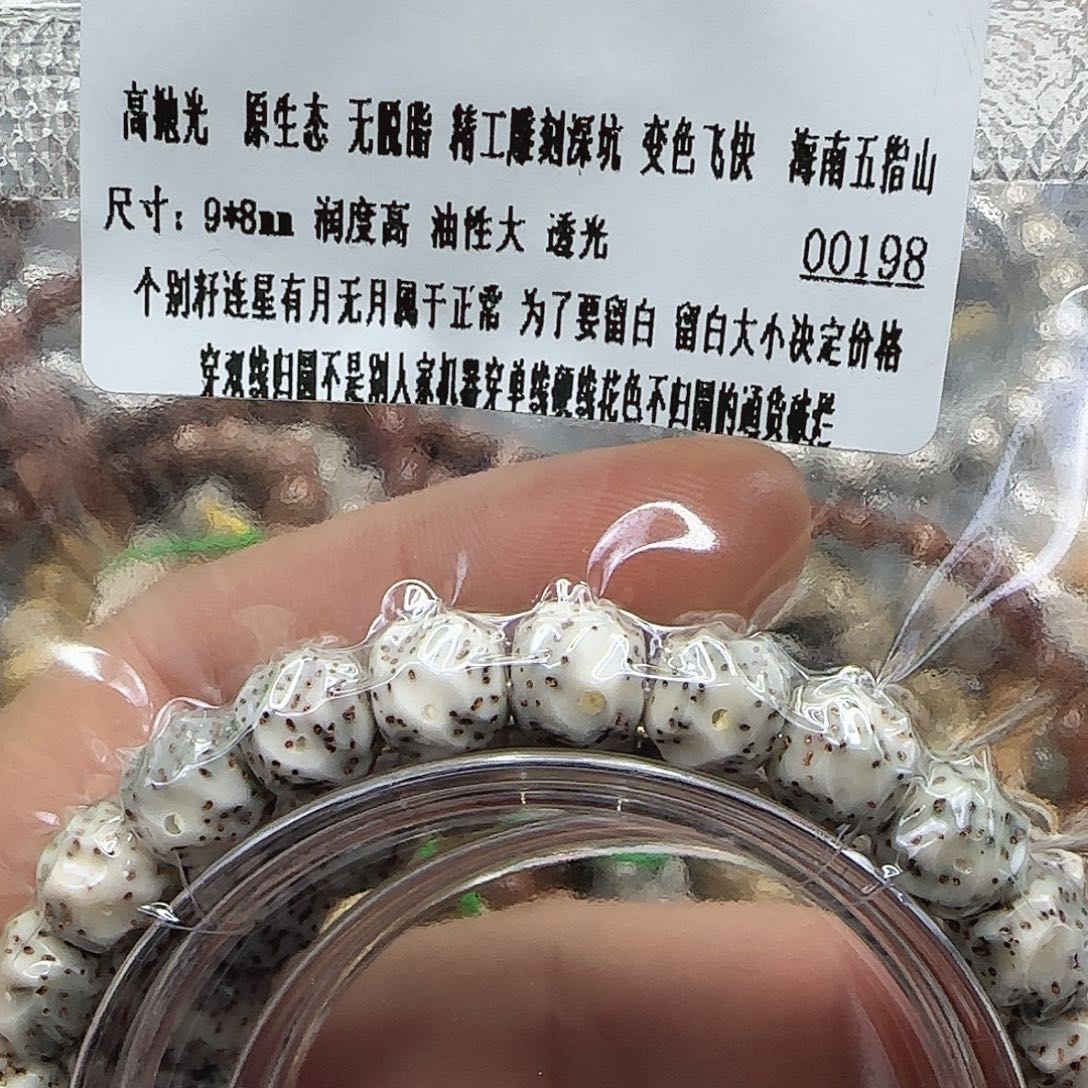 高抛光 原生态 无脱脂 精工雕刻深坑 变色飞快 海南五指山
尺寸：9*8mm 润度高 油性大 透光
00198
个别籽连星有月无月属于正常 为了要留白 留白大小决定价格
穿双线归圆不是别人家机器穿单线硬线花色不归圆的通货破烂